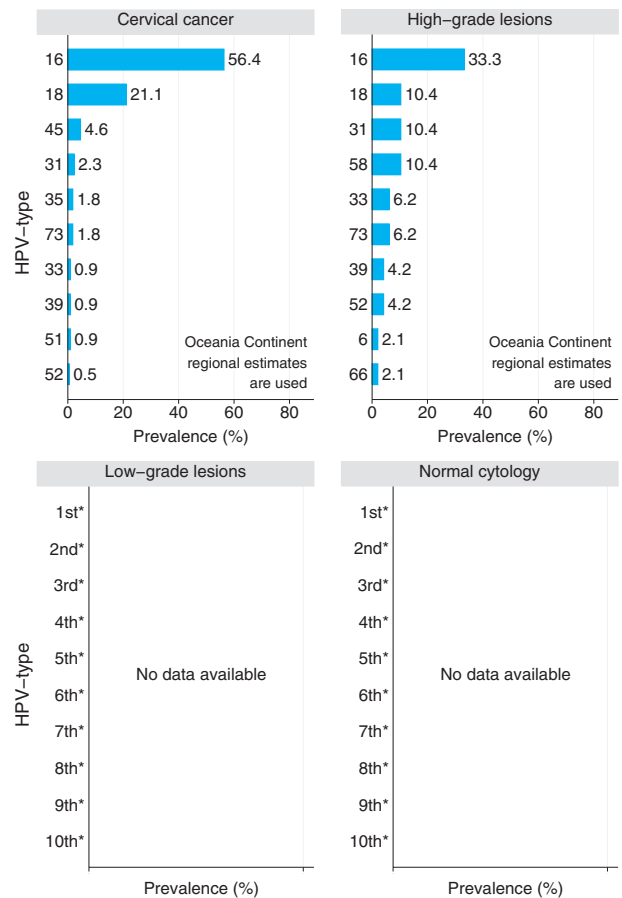 Cervical cancer
HPV−type
16 56.4
18 21.1
45 4.6
31 2.3
35 1.8
73 1.8
33 0.9
39 0.9
51 0.9
52 0.5
Oceania Continent
regional estimates
are used
0 20 40 60 80
Prevalence (%)
High−grade lesions
16 33.3
18 10.4
31 10.4
58 10.4
33 6.2
73 6.2
39 4.2
52 4.2
6 2.1
66 2.1
Oceania Continent
regional estimates
are used
0 20 40 60 80
Prevalence (%)
Low−grade lesions
HPV−type
1st*
2nd*
3rd*
4th*
5th*
6th*
7th*
8th*
9th*
10th*
No data available
Prevalence (%)
Normal cytology
1st*
2nd*
3rd*
4th*
5th*
6th*
7th*
8th*
9th*
10th*
No data available
Prevalence (%)